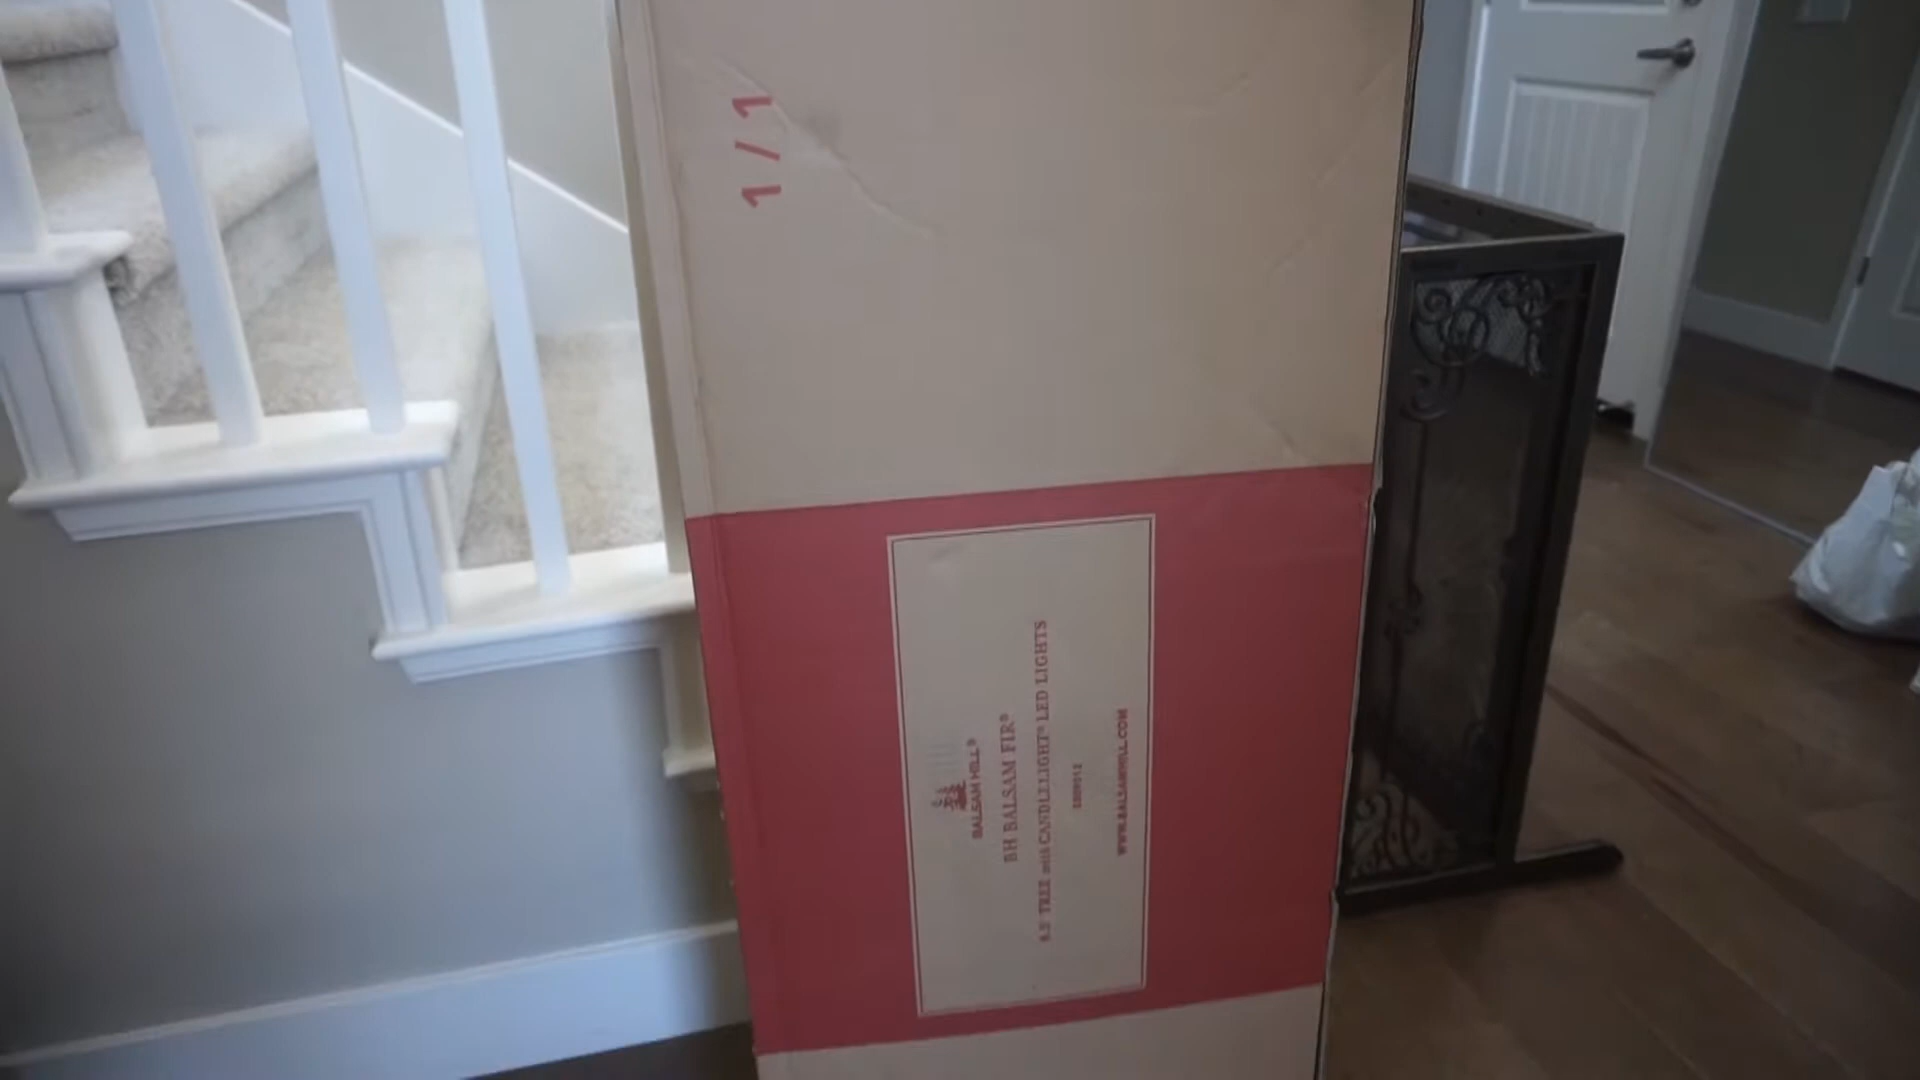 1/1
BALSAM HILL®
BH BALSAM FIR®
TREE with CANDLELIGHT® LED LIGHTS
WWW.BALSAMHILL.COM